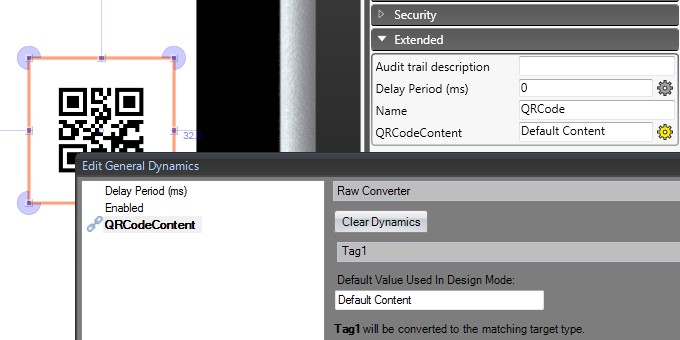 Security
Extended
Audit trail description
Delay Period (ms) 0
Name QRCode
QRCodeContent Default Content
Edit General Dynamics
Delay Period (ms)
Enabled
QRCodeContent
Raw Converter
Clear Dynamics
Tag1
Default Value Used In Design Mode:
Default Content
Tag1 will be converted to the matching target type.